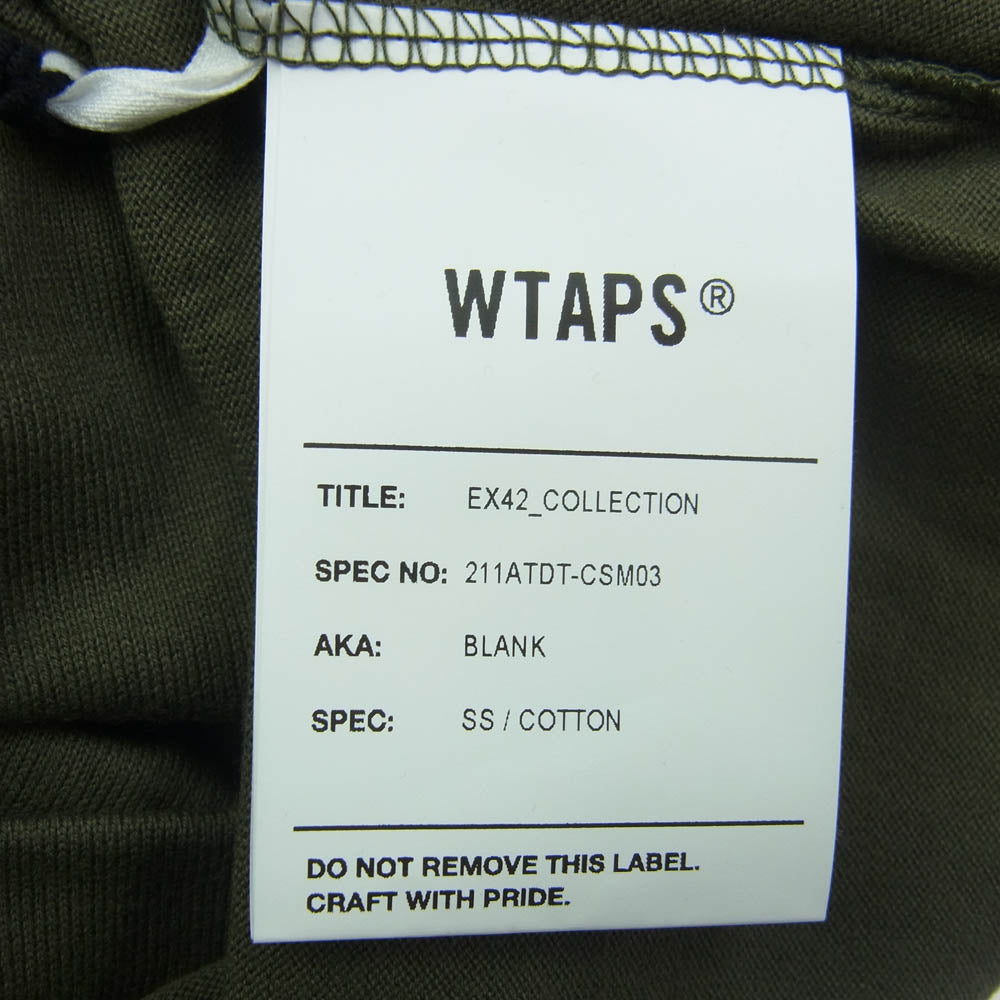 WTAPS®
TITLE: EX42_COLLECTION
SPEC NO: 211ATDT-CSM03
AKA: BLANK
SPEC: SS / COTTON
DO NOT REMOVE THIS LABEL.
CRAFT WITH PRIDE.